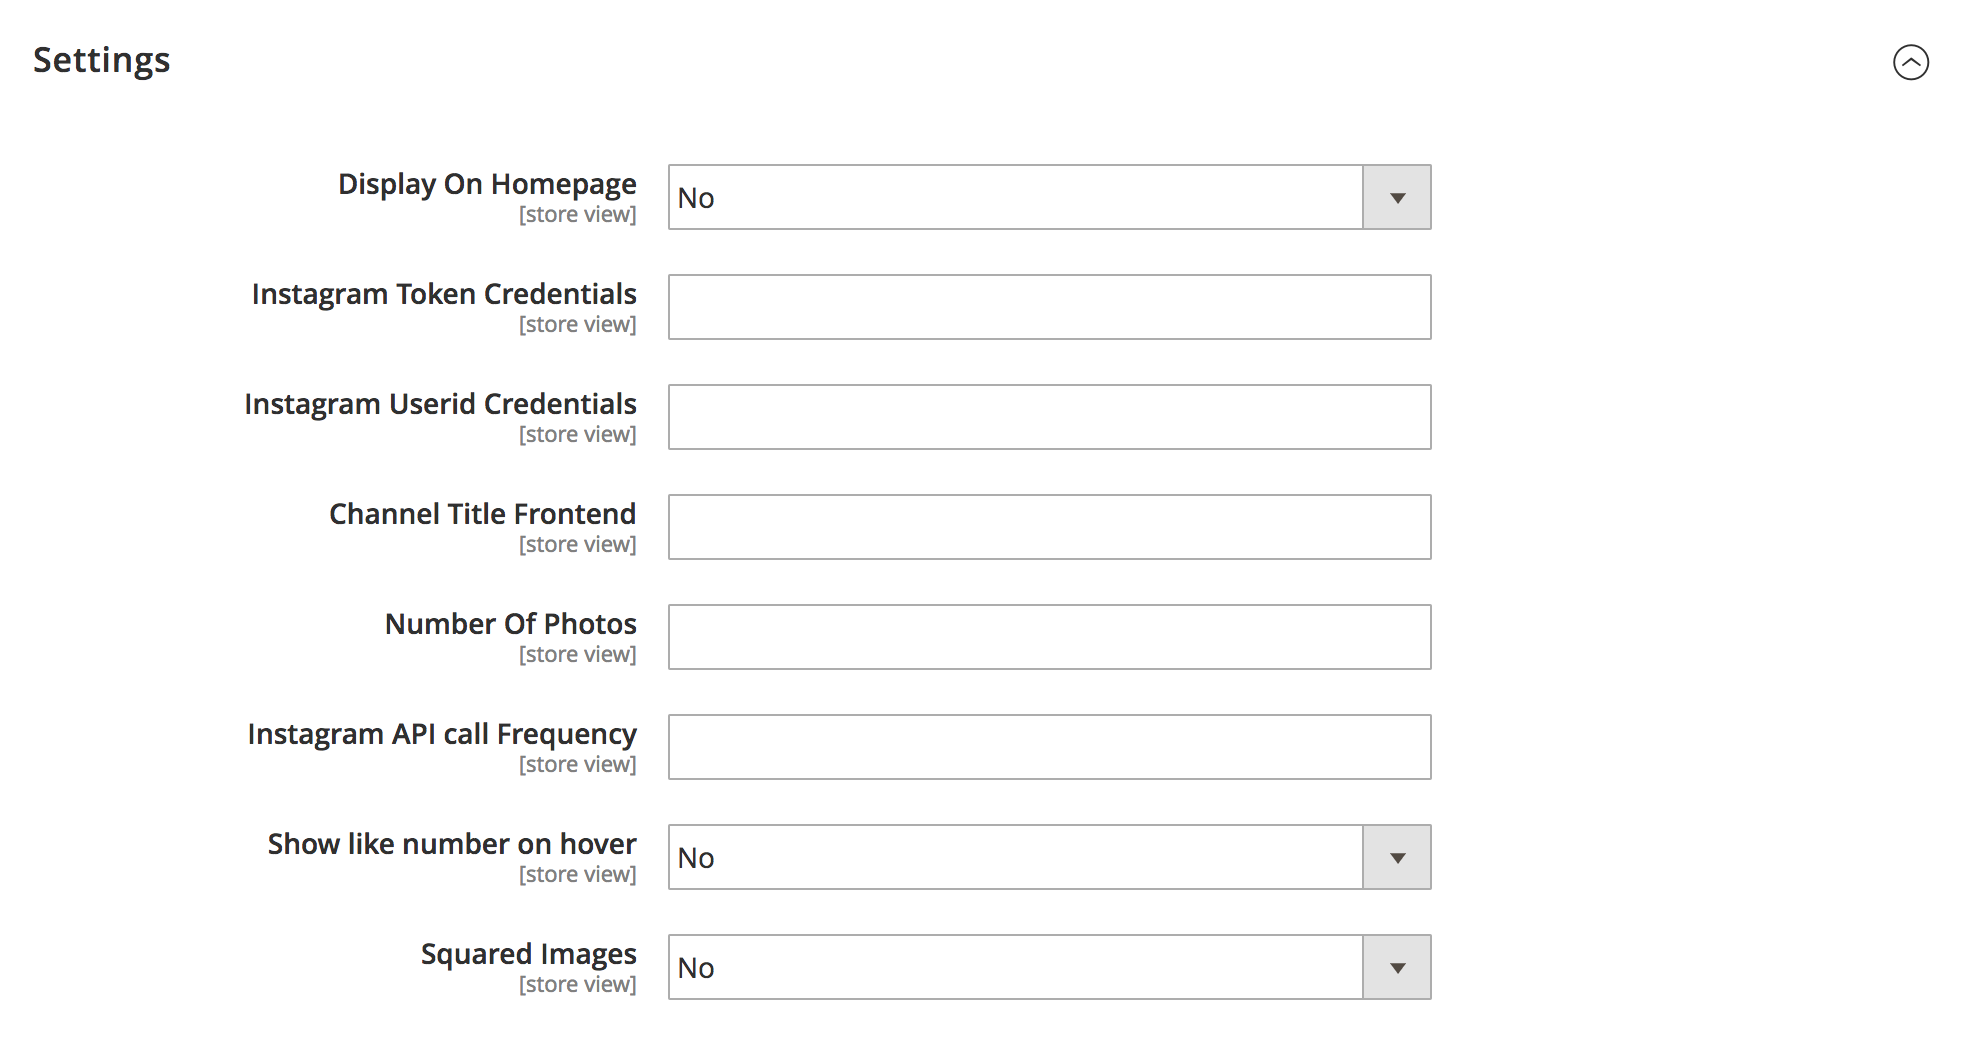 Settings
Display On Homepage
[store view]
No
Instagram Token Credentials
[store view]
Instagram Userid Credentials
[store view]
Channel Title Frontend
[store view]
Number Of Photos
[store view]
Instagram API call Frequency
[store view]
Show like number on hover
[store view]
No
Squared Images
[store view]
No